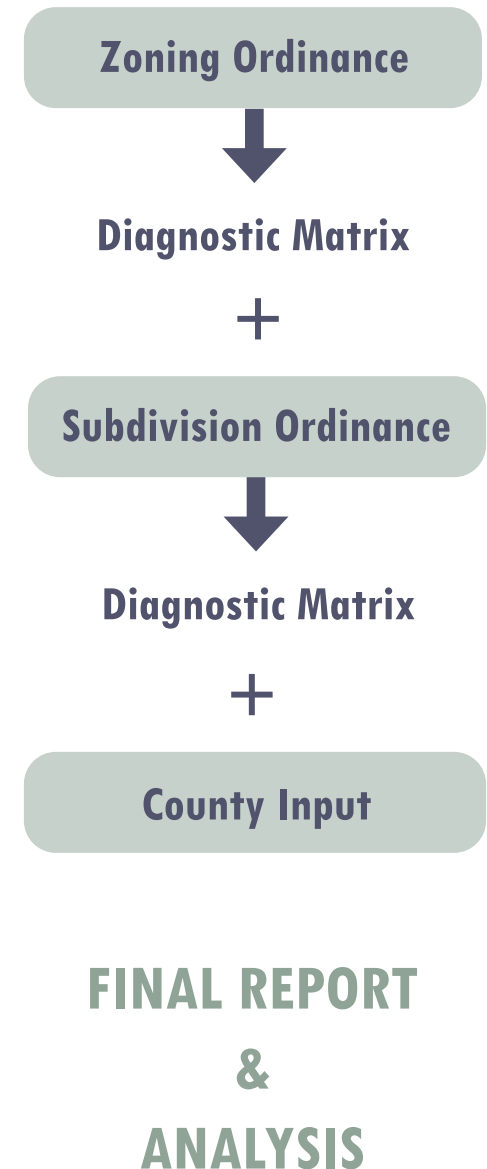 Zoning Ordinance
Diagnostic Matrix
+
Subdivision Ordinance
Diagnostic Matrix
+
County Input
FINAL REPORT
&
ANALYSIS